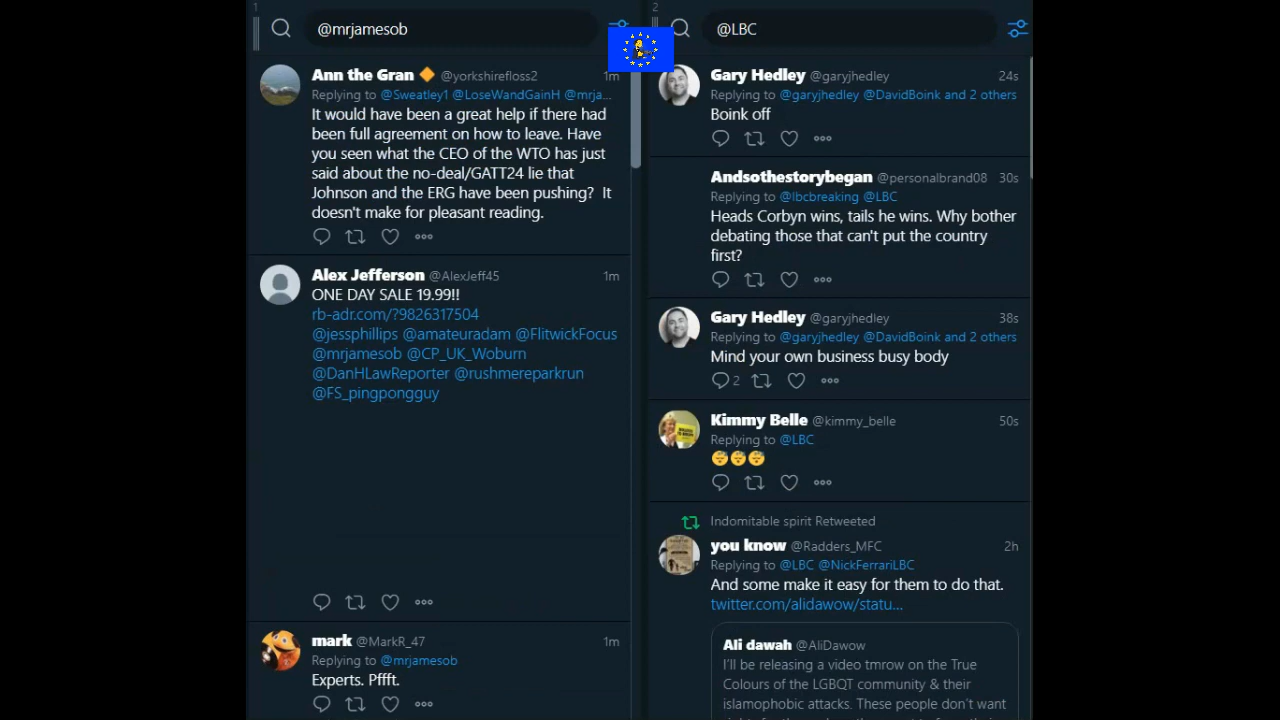 1
@mrjamesob
Ann the Gran 🔶 @yorkshirefloss2 1m
Replying to @Sweatley1 @LoseWandGainH @mrja...
It would have been a great help if there had
been full agreement on how to leave. Have
you seen what the CEO of the WTO has just
said about the no-deal/GATT24 lie that
Johnson and the ERG have been pushing? It
doesn't make for pleasant reading.
Alex Jefferson @AlexJeff45 1m
ONE DAY SALE 19.99!!
rb-adr.com/?9826317504
@jessphillips @amateuradam @FlitwickFocus
@mrjamesob @CP_UK_Woburn
@DanHLawReporter @rushmereparkrun
@FS_pingpongguy
mark @MarkR_47 1m
Replying to @mrjamesob
Experts. Pffft.
2
@LBC
Gary Hedley @garyjhedley 24s
Replying to @garyjhedley @DavidBoink and 2 others
Boink off
Andsothestorybegan @personalbrand08 30s
Replying to @lbcbreaking @LBC
Heads Corbyn wins, tails he wins. Why bother
debating those that can't put the country
first?
Gary Hedley @garyjhedley 38s
Replying to @garyjhedley @DavidBoink and 2 others
Mind your own business busy body
2
Kimmy Belle @kimmy_belle 50s
Replying to @LBC
😴😴😴
Indomitable spirit Retweeted
you know @Radders_MFC 2h
Replying to @LBC @NickFerrariLBC
And some make it easy for them to do that.
twitter.com/alidawow/statu...
Ali dawah @AliDawow
I'll be releasing a video tmrow on the True
Colours of the LGBQT community & their
islamophobic attacks. These people don't want